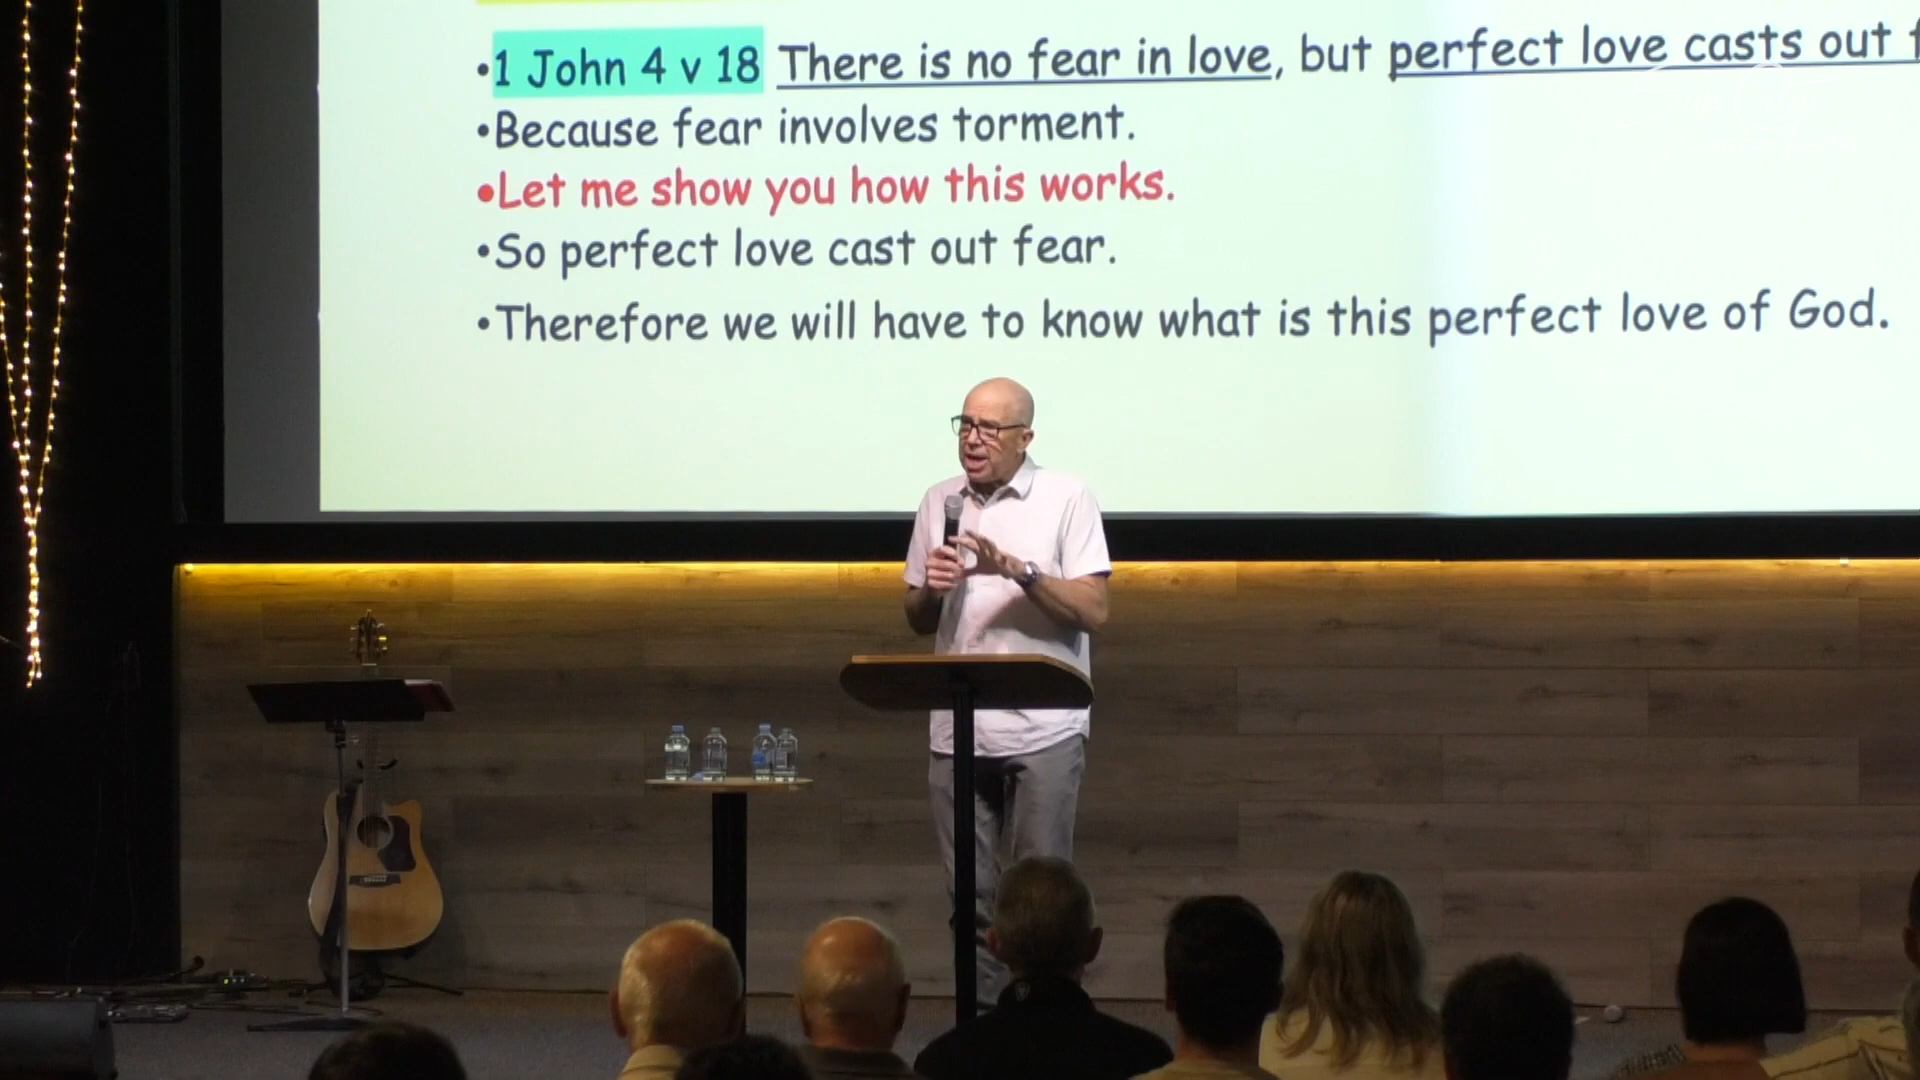 •1 John 4 v 18 There is no fear in love, but perfect love casts out
•Because fear involves torment.
•Let me show you how this works.
•So perfect love cast out fear.
•Therefore we will have to know what is this perfect love of God.